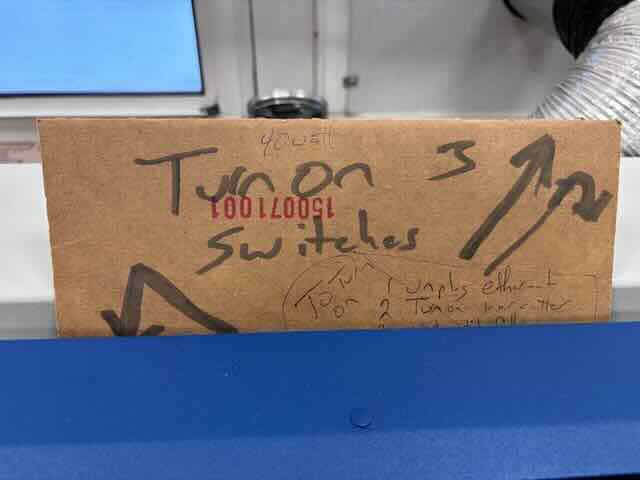 Turn on 3
150071001
switches
To Turn on
1 unplug ethernet
2 Turn on